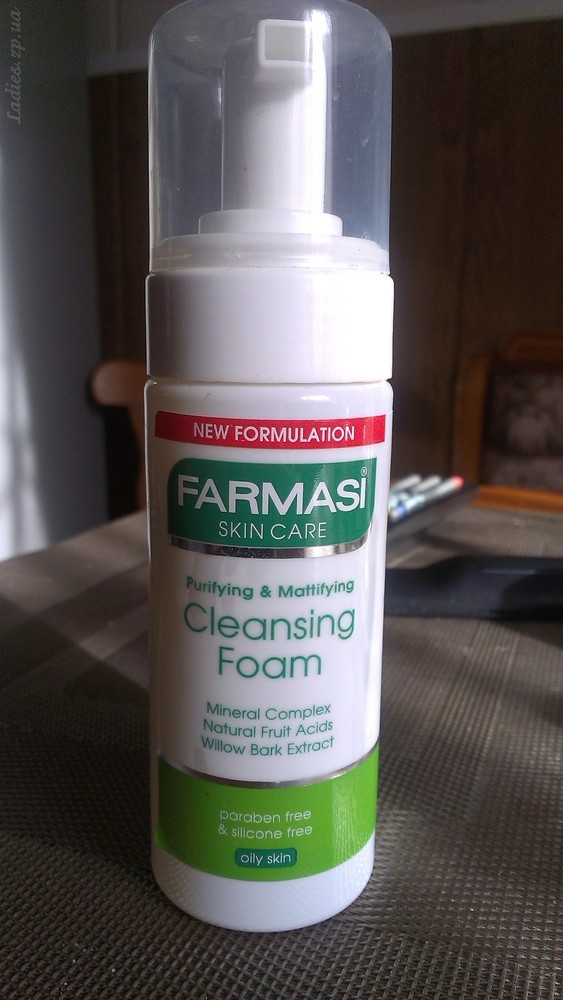 Ladies.zp.ua
NEW FORMULATION
FARMASİ®
SKIN CARE
Purifying & Mattifying
Cleansing
Foam
Mineral Complex
Natural Fruit Acids
Willow Bark Extract
paraben free
& silicone free
oily skin